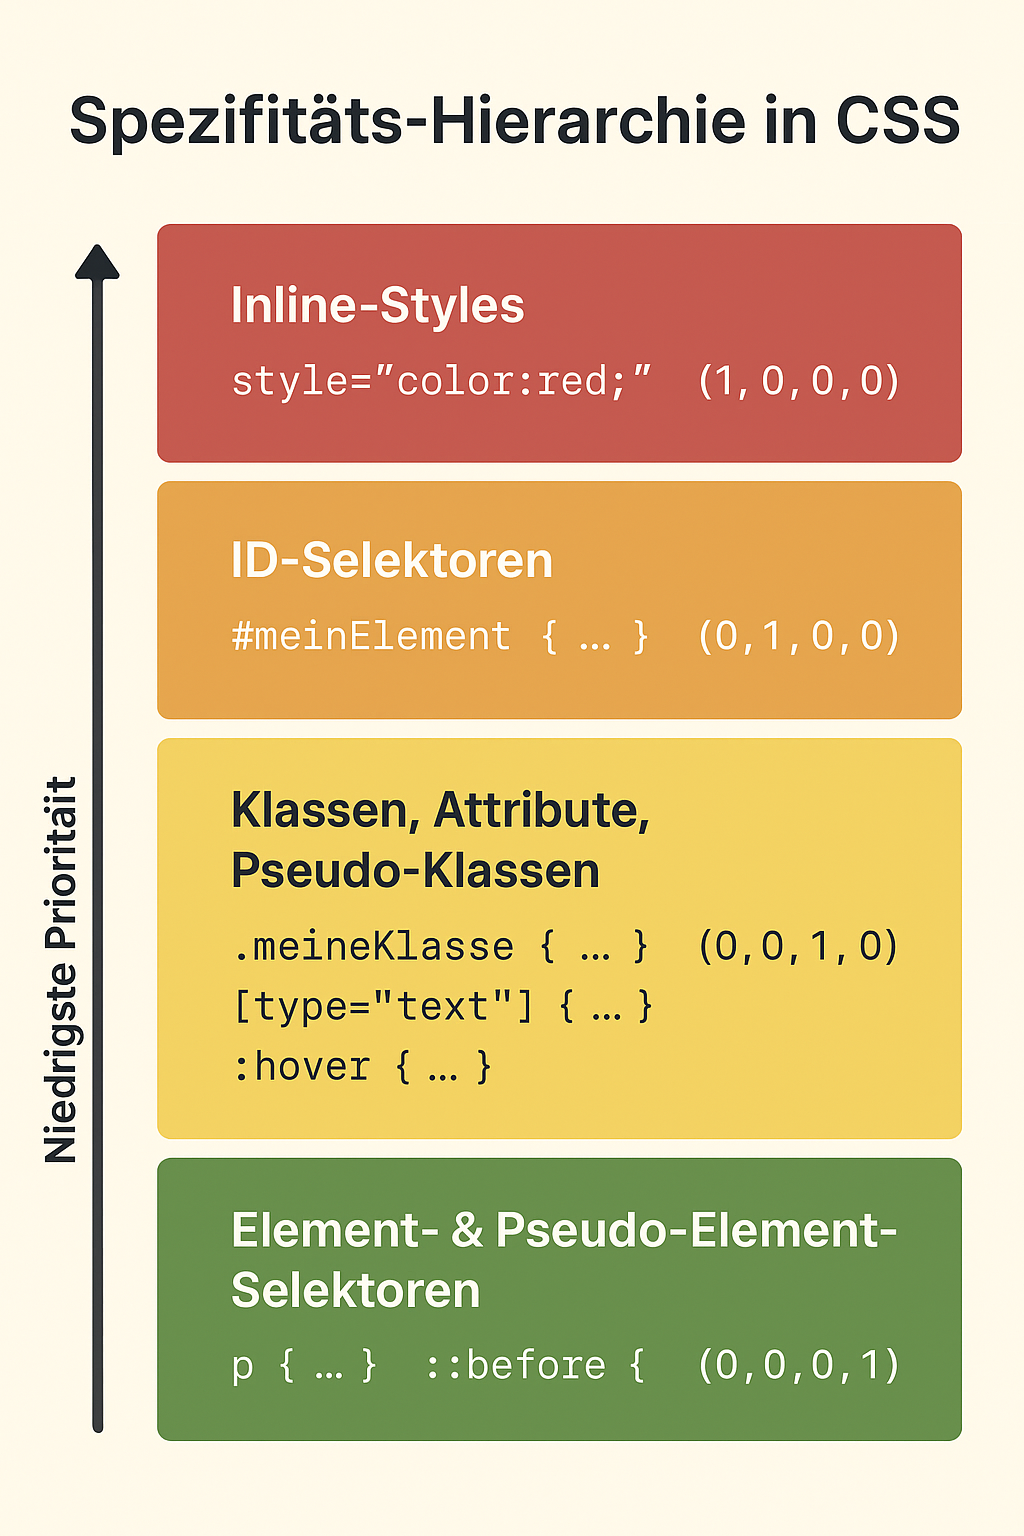 Spezifitäts-Hierarchie in CSS
Inline-Styles
style=”color:red;” (1,0,0,0)
ID-Selektoren
#meinElement { … } (0,1,0,0)
Klassen, Attribute,
Pseudo-Klassen
.meineKlasse { … } (0,0,1,0)
[type="text"] { … }
:hover { … }
Element- & Pseudo-Element-
Selektoren
p { … } ::before { (0,0,0,1)
Niedrigste Prioritäit